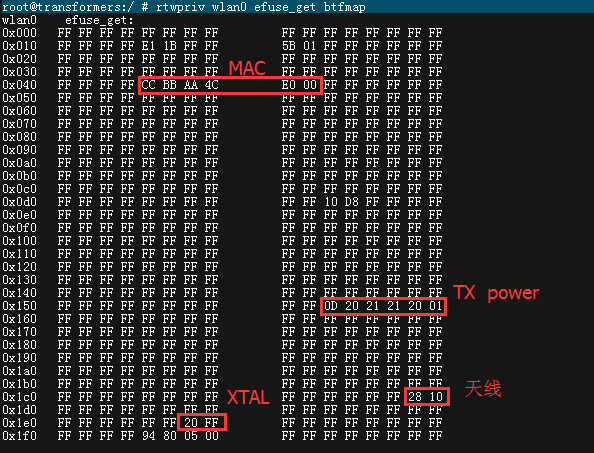 root@transformers:/ # rtwpriv wlan0 efuse_get btfmap
wlan0 efuse_get:
0x000 FF FF FF FF FF FF FF FF FF FF FF FF FF FF FF FF
0x010 FF FF FF FF E1 1B FF FF 5B 01 FF FF FF FF FF FF
0x020 FF FF FF FF FF FF FF FF FF FF FF FF FF FF FF FF
MAC
0x030 FF FF FF FF FF FF FF FF FF FF FF FF FF FF FF FF
0x040 FF FF FF FF CC BB AA 4C E0 00 FF FF FF FF FF FF
0x050 FF FF FF FF FF FF FF FF FF FF FF FF FF FF FF FF
0x060 FF FF FF FF FF FF FF FF FF FF FF FF FF FF FF FF
0x070 FF FF FF FF FF FF FF FF FF FF FF FF FF FF FF FF
0x080 FF FF FF FF FF FF FF FF FF FF FF FF FF FF FF FF
0x090 FF FF FF FF FF FF FF FF FF FF FF FF FF FF FF FF
0x0a0 FF FF FF FF FF FF FF FF FF FF FF FF FF FF FF FF
0x0b0 FF FF FF FF FF FF FF FF FF FF FF FF FF FF FF FF
0x0c0 FF FF FF FF FF FF FF FF FF FF FF FF FF FF FF FF
0x0d0 FF FF FF FF FF FF FF FF FF FF 10 D8 FF FF FF FF
0x0e0 FF FF FF FF FF FF FF FF FF FF FF FF FF FF FF FF
0x0f0 FF FF FF FF FF FF FF FF FF FF FF FF FF FF FF FF
0x100 FF FF FF FF FF FF FF FF FF FF FF FF FF FF FF FF
0x110 FF FF FF FF FF FF FF FF FF FF FF FF FF FF FF FF
0x120 FF FF FF FF FF FF FF FF FF FF FF FF FF FF FF FF
0x130 FF FF FF FF FF FF FF FF FF FF FF FF FF FF FF FF
0x140 FF FF FF FF FF FF FF FF FF FF FF FF FF FF FF FF
TX power
0x150 FF FF FF FF FF FF FF FF FF FF 0D 20 21 21 20 01
0x160 FF FF FF FF FF FF FF FF FF FF FF FF FF FF FF FF
0x170 FF FF FF FF FF FF FF FF FF FF FF FF FF FF FF FF
0x180 FF FF FF FF FF FF FF FF FF FF FF FF FF FF FF FF
0x190 FF FF FF FF FF FF FF FF FF FF FF FF FF FF FF FF
0x1a0 FF FF FF FF FF FF FF FF FF FF FF FF FF FF FF FF
0x1b0 FF FF FF FF FF FF FF FF FF FF FF FF FF FF FF FF
天线
0x1c0 FF FF FF FF FF FF FF FF FF FF FF FF FF FF 28 10
XTAL
0x1d0 FF FF FF FF FF FF FF FF FF FF FF FF FF FF FF FF
0x1e0 FF FF FF FF FF FF 20 FF FF FF FF FF FF FF FF FF
0x1f0 FF FF FF FF 94 80 05 00 FF FF FF FF FF FF FF FF